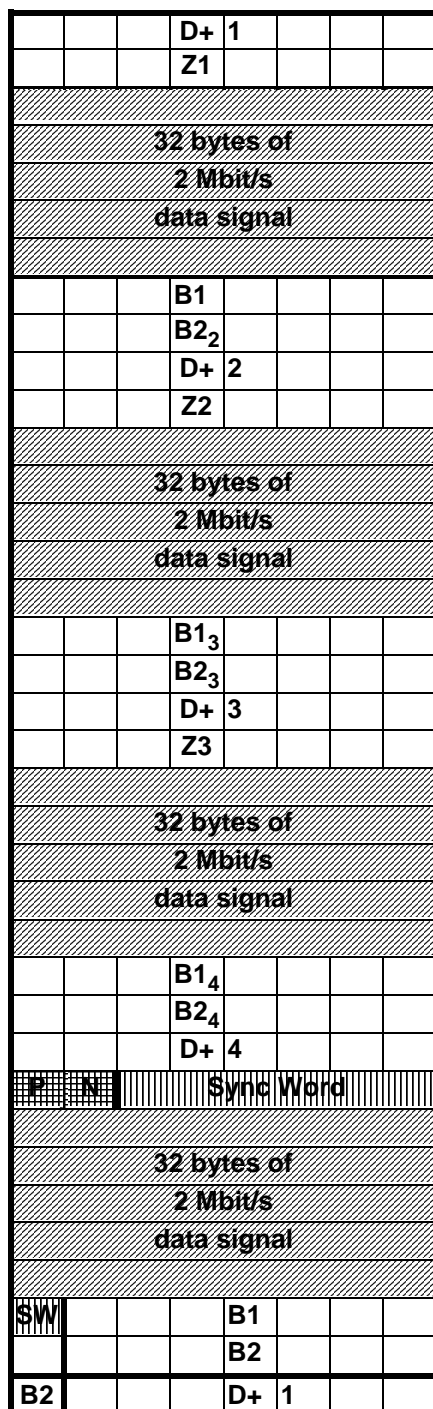 D+ 1
Z1
32 bytes of
2 Mbit/s
data signal
B1
B2₂
D+ 2
Z2
32 bytes of
2 Mbit/s
data signal
B1₃
B2₃
D+ 3
Z3
32 bytes of
2 Mbit/s
data signal
B1₄
B2₄
D+ 4
P N Sync Word
32 bytes of
2 Mbit/s
data signal
SW B1
B2
B2 D+ 1